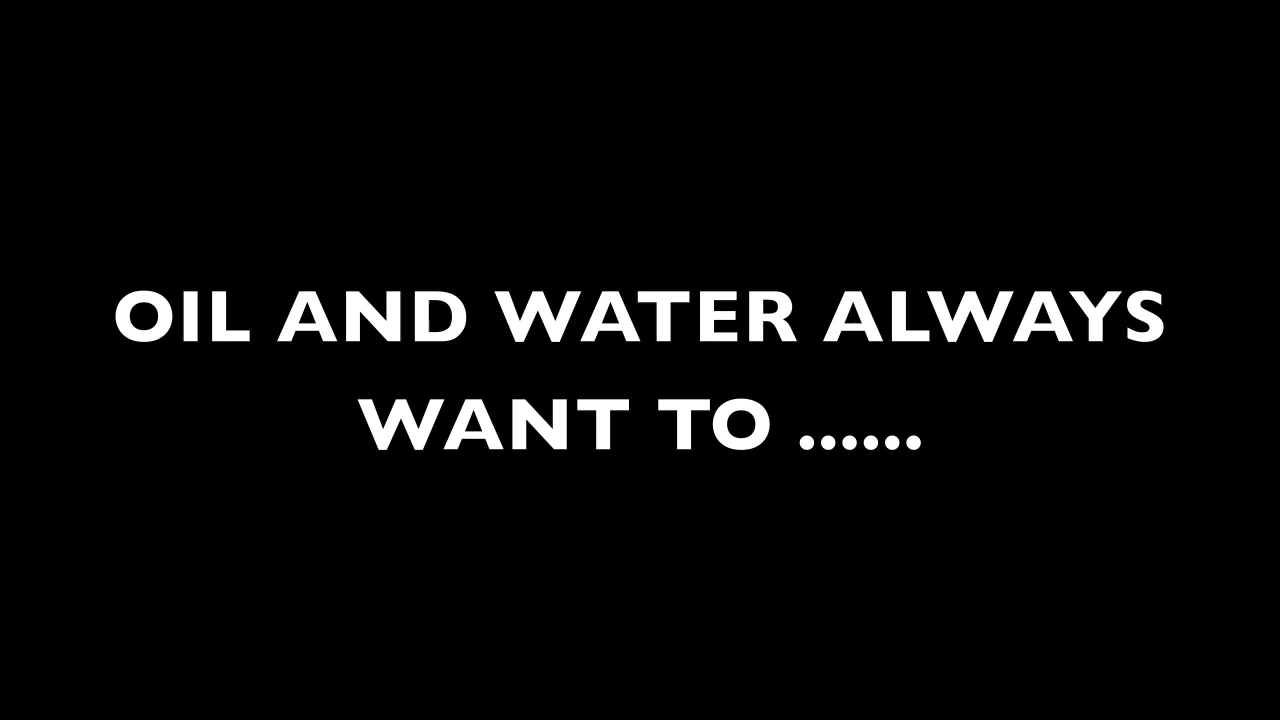 OIL AND WATER ALWAYS
WANT TO ......